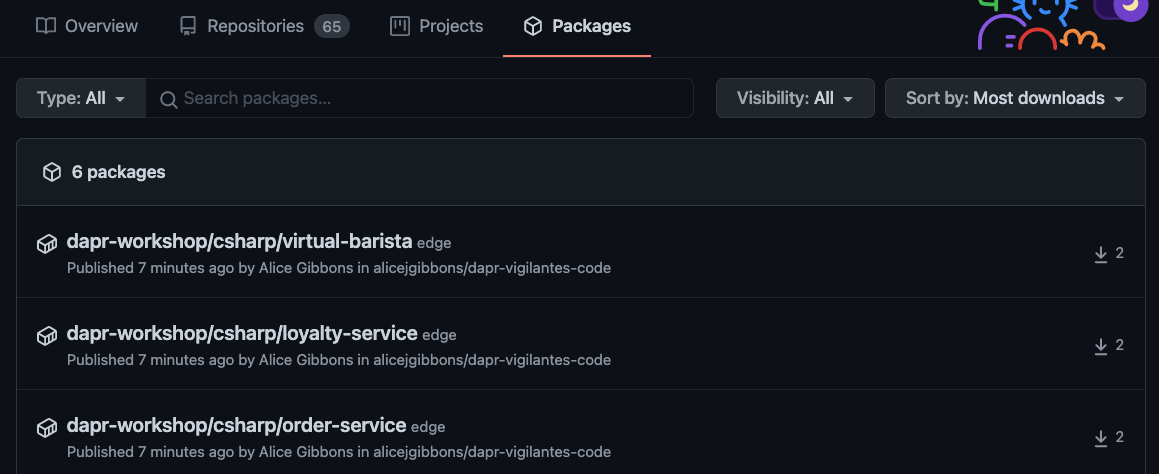 Overview Repositories 65 Projects Packages
Type: All Search packages... Visibility: All Sort by: Most downloads
6 packages
dapr-workshop/csharp/virtual-barista edge
Published 7 minutes ago by Alice Gibbons in alicejgibbons/dapr-vigilantes-code
2
dapr-workshop/csharp/loyalty-service edge
Published 7 minutes ago by Alice Gibbons in alicejgibbons/dapr-vigilantes-code
2
dapr-workshop/csharp/order-service edge
Published 7 minutes ago by Alice Gibbons in alicejgibbons/dapr-vigilantes-code
2